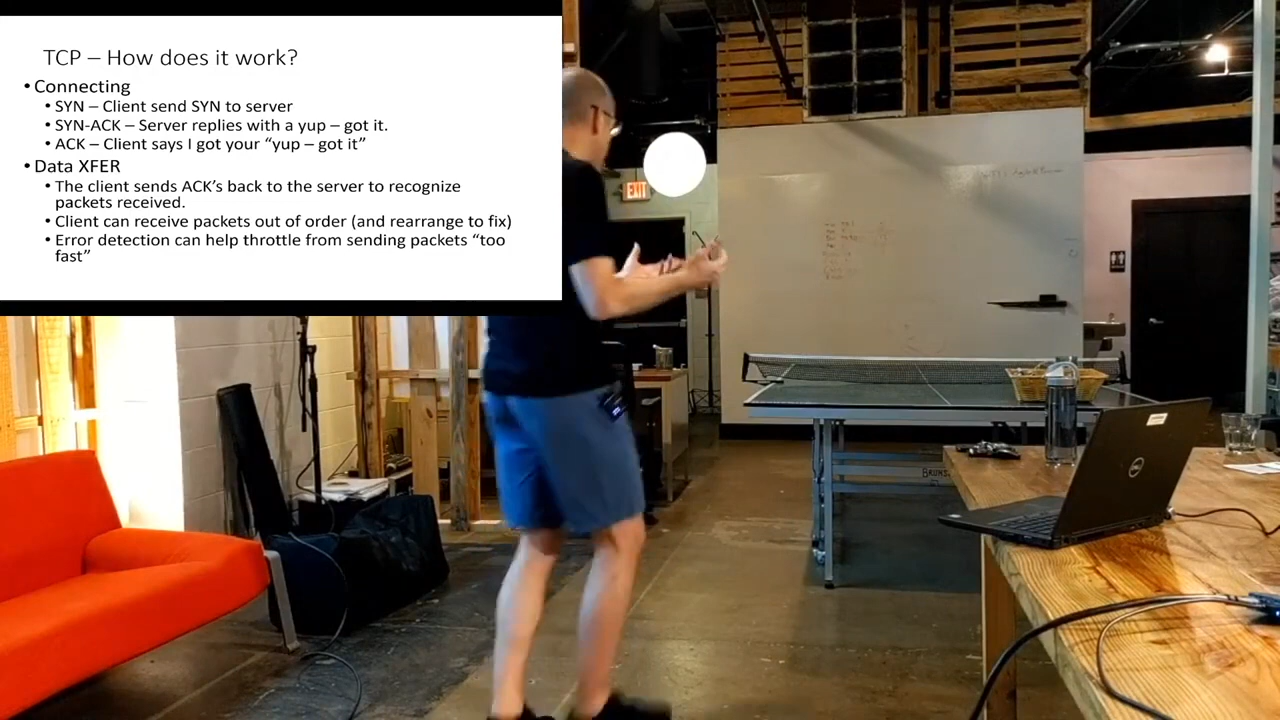 TCP – How does it work?
• Connecting
• SYN – Client send SYN to server
• SYN-ACK – Server replies with a yup – got it.
• ACK – Client says I got your “yup – got it”
• Data XFER
• The client sends ACK’s back to the server to recognize
packets received.
• Client can receive packets out of order (and rearrange to fix)
• Error detection can help throttle from sending packets “too
fast”
EXIT
DELL